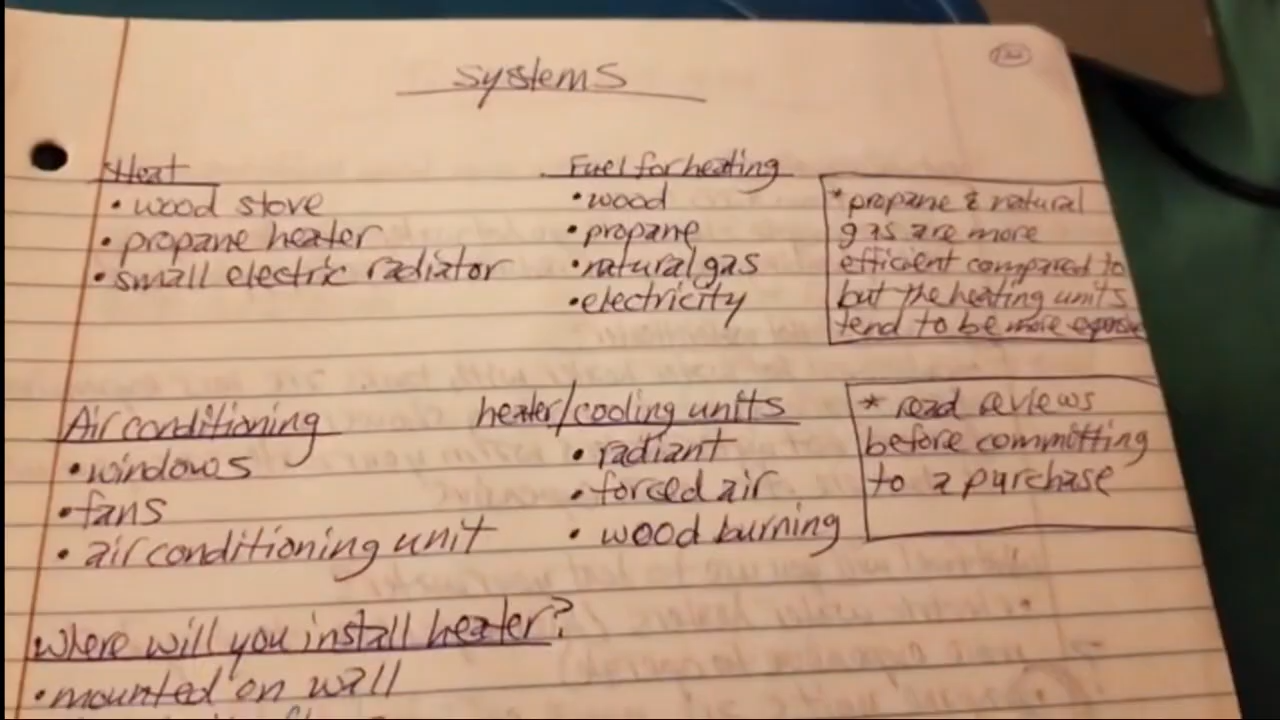 Systems
Heat
• wood stove
• propane heater
• small electric radiator
Fuel for heating
• wood
• propane
• natural gas
• electricity
* propane & natural
gas are more
efficient compared to
but the heating units
tend to be more
Air conditioning
• windows
• fans
• air conditioning unit
heater/cooling units
• radiant
• forced air
• wood burning
* read reviews
before committing
to a purchase
Where will you install heater?
• mounted on wall